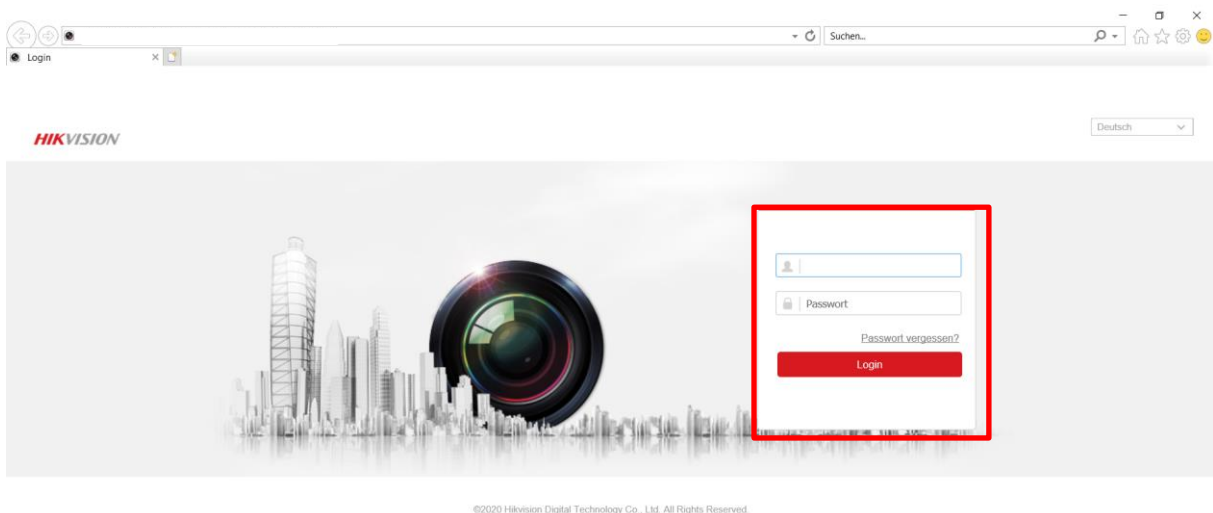 Suchen...
Login
Deutsch
HIKVISION
Passwort
Passwort vergessen?
Login
©2020 Hikvision Digital Technology Co., Ltd. All Rights Reserved.